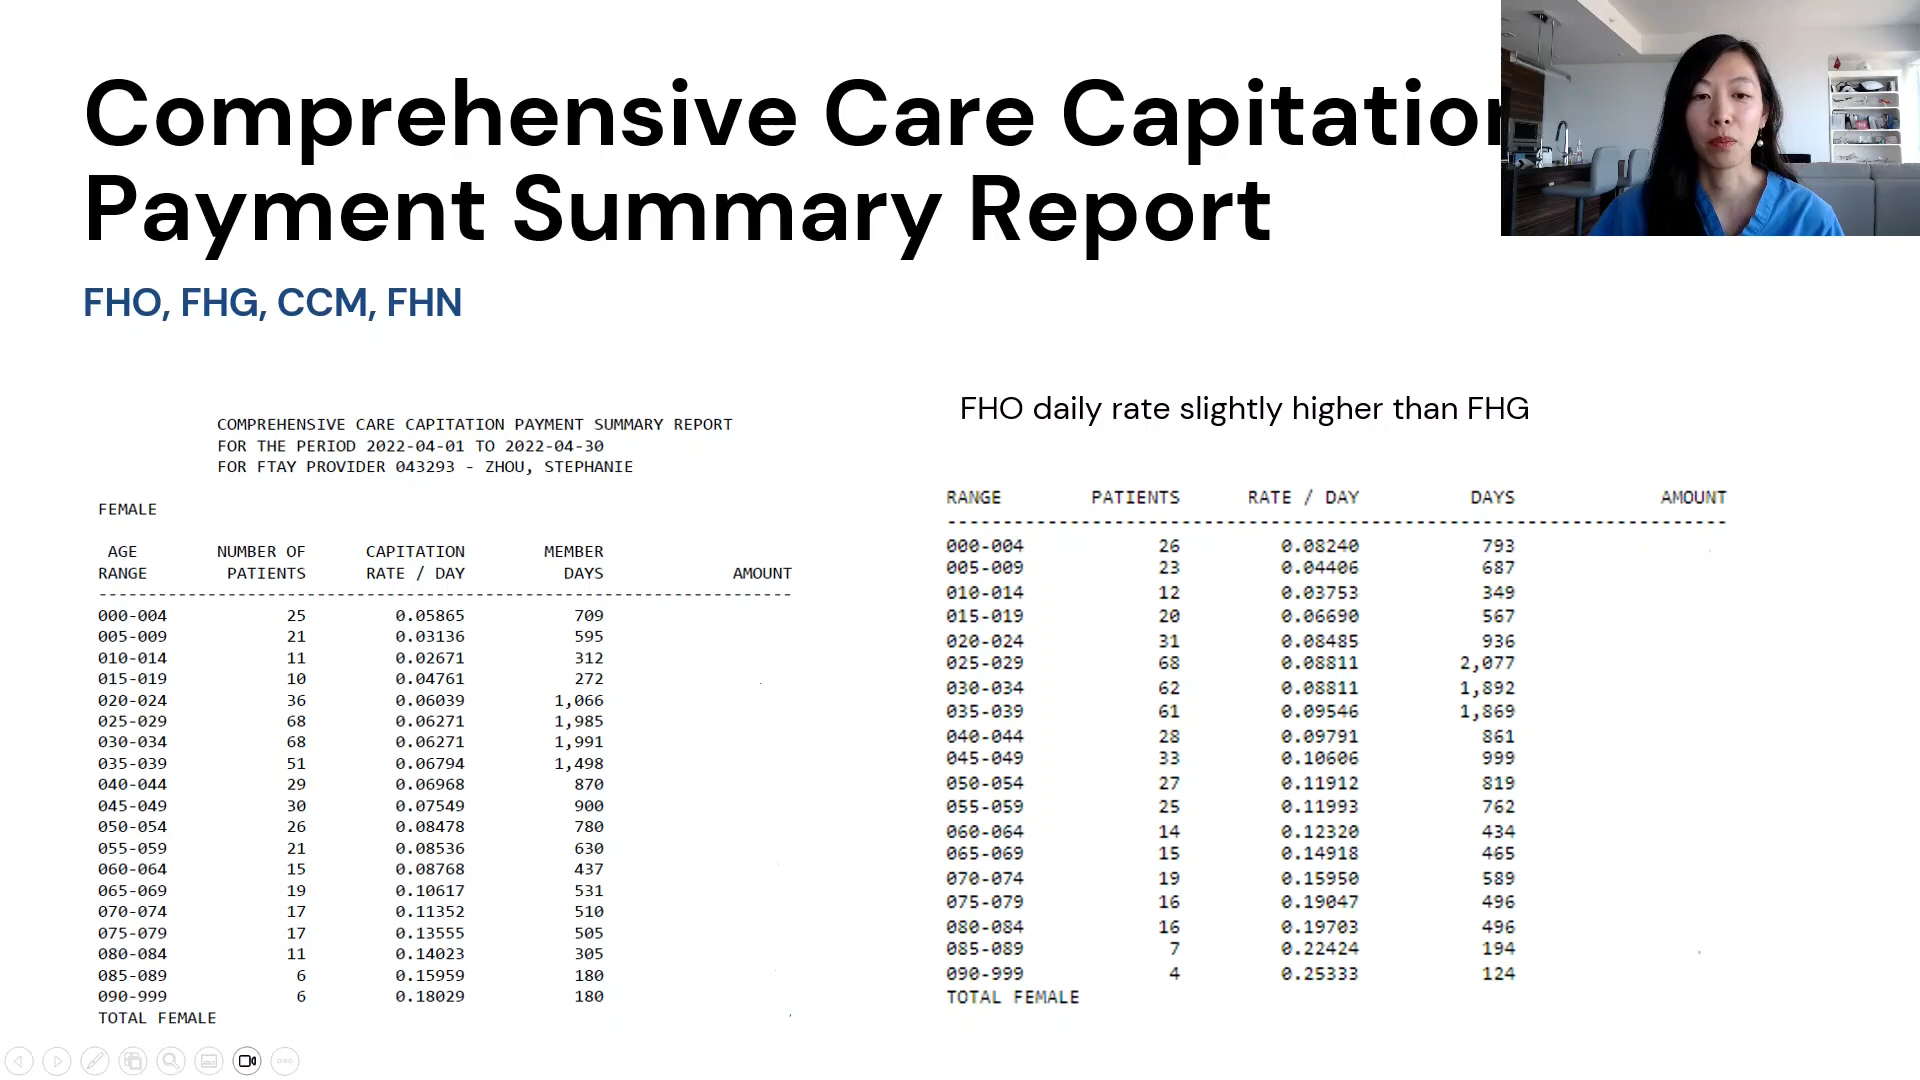 Comprehensive Care Capitation
Payment Summary Report
FHO, FHG, CCM, FHN
COMPREHENSIVE CARE CAPITATION PAYMENT SUMMARY REPORT
FOR THE PERIOD 2022-04-01 TO 2022-04-30
FOR FTAY PROVIDER 043293 - ZHOU, STEPHANIE
FEMALE
AGE NUMBER OF CAPITATION MEMBER
RANGE PATIENTS RATE / DAY DAYS AMOUNT
000-004 25 0.05865 709
005-009 21 0.03136 595
010-014 11 0.02671 312
015-019 10 0.04761 272
020-024 36 0.06039 1,066
025-029 68 0.06271 1,985
030-034 68 0.06271 1,991
035-039 51 0.06794 1,498
040-044 29 0.06968 870
045-049 30 0.07549 900
050-054 26 0.08478 780
055-059 21 0.08536 630
060-064 15 0.08768 437
065-069 19 0.10617 531
070-074 17 0.11352 510
075-079 17 0.13555 505
080-084 11 0.14023 305
085-089 6 0.15959 180
090-999 6 0.18029 180
TOTAL FEMALE
FHO daily rate slightly higher than FHG
RANGE PATIENTS RATE / DAY DAYS AMOUNT
000-004 26 0.08240 793
005-009 23 0.04406 687
010-014 12 0.03753 349
015-019 20 0.06690 567
020-024 31 0.08485 936
025-029 68 0.08811 2,077
030-034 62 0.08811 1,892
035-039 61 0.09546 1,869
040-044 28 0.09791 861
045-049 33 0.10606 999
050-054 27 0.11912 819
055-059 25 0.11993 762
060-064 14 0.12320 434
065-069 15 0.14918 465
070-074 19 0.15950 589
075-079 16 0.19047 496
080-084 16 0.19703 496
085-089 7 0.22424 194
090-999 4 0.25333 124
TOTAL FEMALE